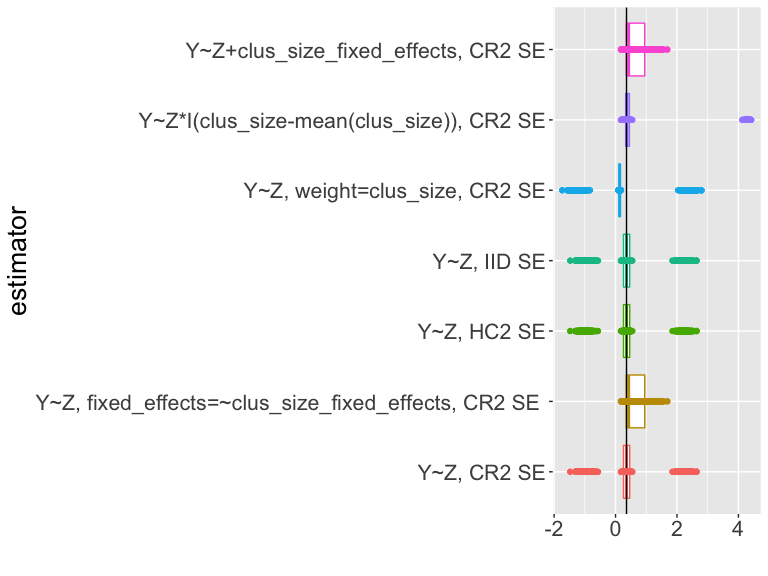 estimator
Y~Z+clus_size_fixed_effects, CR2 SE
Y~Z*I(clus_size-mean(clus_size)), CR2 SE
Y~Z, weight=clus_size, CR2 SE
Y~Z, IID SE
Y~Z, HC2 SE
Y~Z, fixed_effects=~clus_size_fixed_effects, CR2 SE
Y~Z, CR2 SE
-2 0 2 4